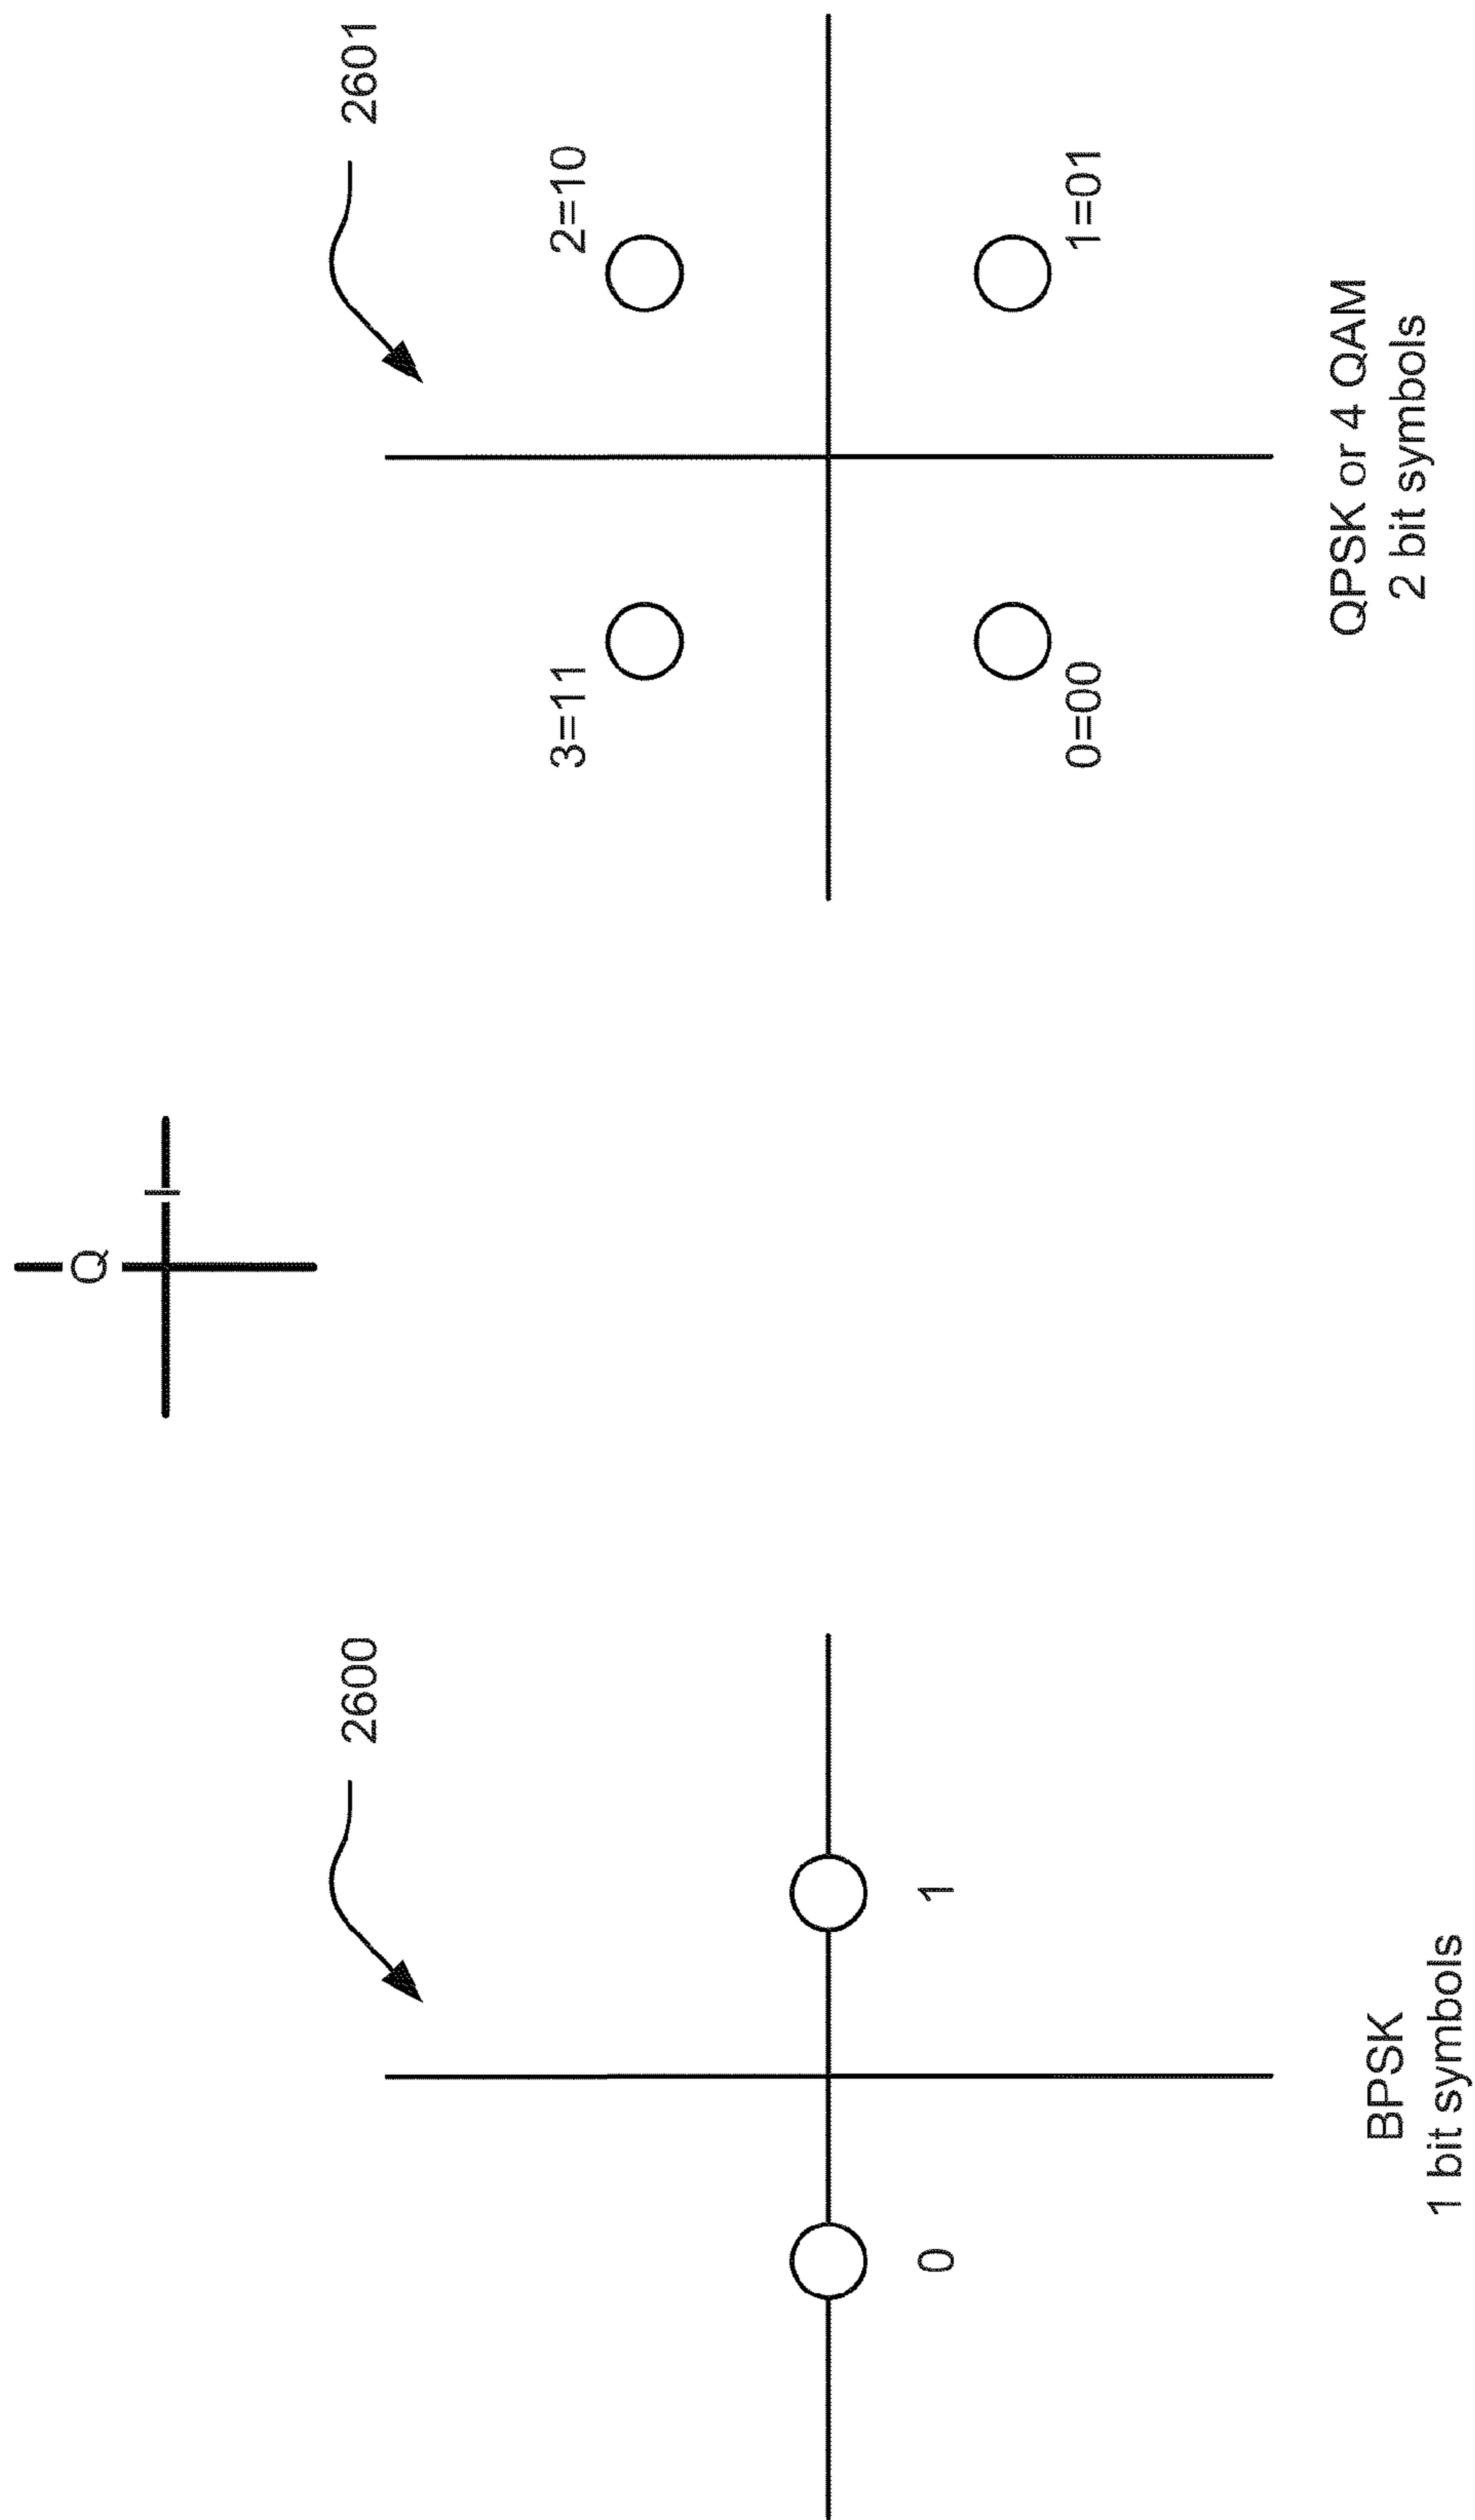 Q
I
2600
2601
0
1
BPSK
1 bit symbols
3=11
2=10
0=00
1=01
QPSK or 4 QAM
2 bit symbols